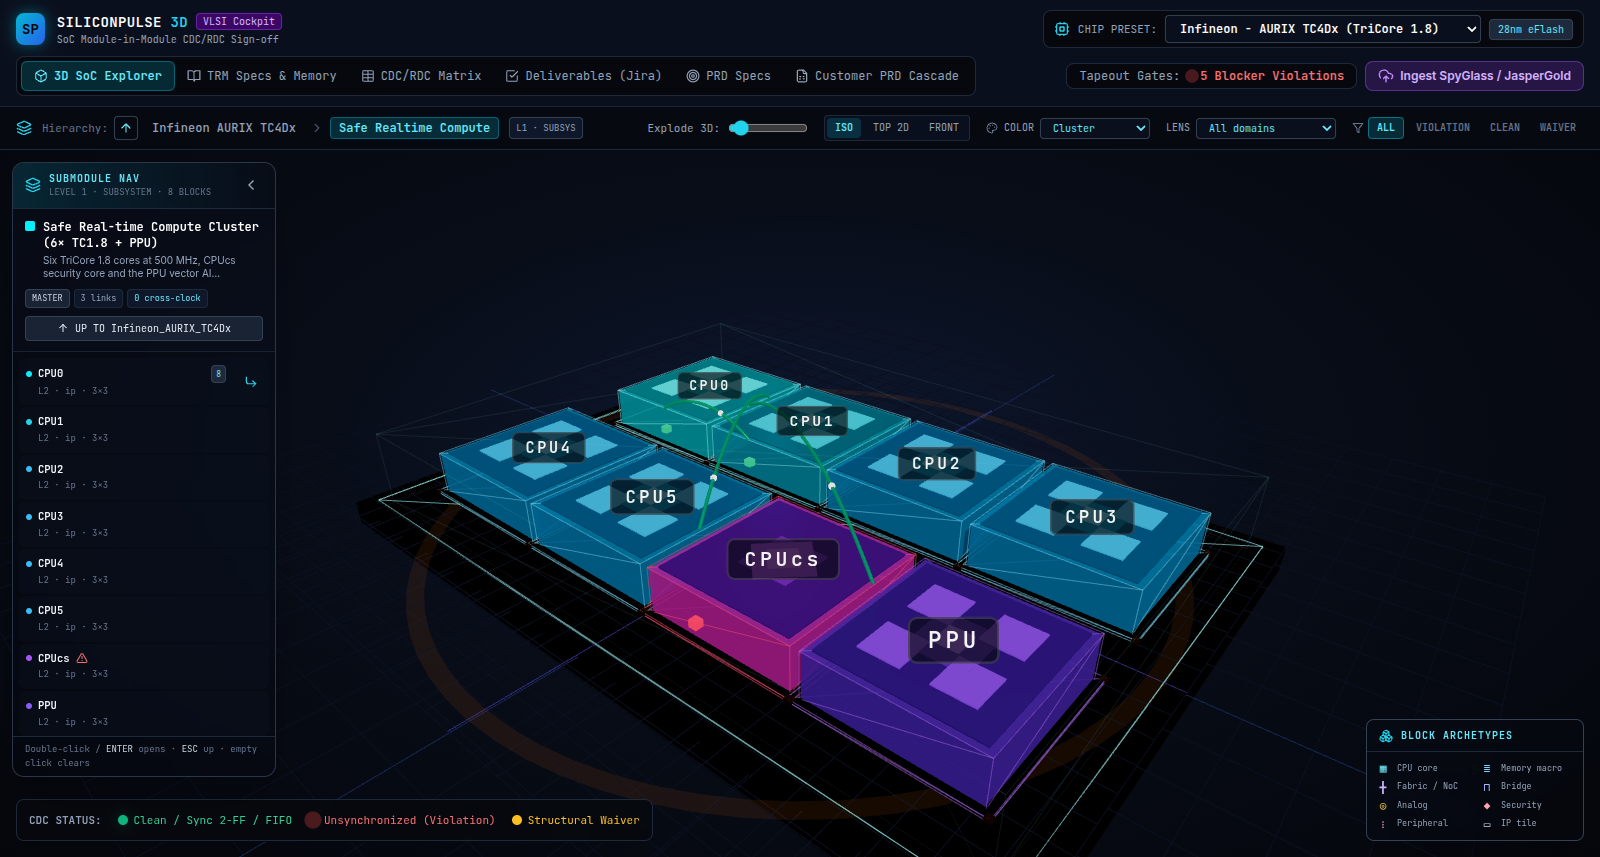 SP
SILICONPULSE 3D VLSI Cockpit
SoC Module-in-Module CDC/RDC Sign-off
CHIP PRESET: Infineon - AURIX TC4Dx (TriCore 1.8) 28nm eFlash
3D SoC Explorer TRM Specs & Memory CDC/RDC Matrix Deliverables (Jira) PRD Specs Customer PRD Cascade
Tapeout Gates: 5 Blocker Violations Ingest SpyGlass / JasperGold
Hierarchy: Infineon AURIX TC4Dx Safe Realtime Compute L1 · SUBSYS Explode 3D: ISO TOP 2D FRONT COLOR Cluster LENS All domains ALL VIOLATION CLEAN WAIVER
SUBMODULE NAV
LEVEL 1 · SUBSYSTEM · 8 BLOCKS
Safe Real-time Compute Cluster
(6× TC1.8 + PPU)
Six TriCore 1.8 cores at 500 MHz, CPUcs
security core and the PPU vector AI...
MASTER 3 links 0 cross-clock
UP TO Infineon_AURIX_TC4Dx
CPU0 8
L2 · ip · 3×3
CPU1
L2 · ip · 3×3
CPU2
L2 · ip · 3×3
CPU3
L2 · ip · 3×3
CPU4
L2 · ip · 3×3
CPU5
L2 · ip · 3×3
CPUcs
L2 · ip · 3×3
PPU
L2 · ip · 3×3
Double-click / ENTER opens · ESC up · empty
click clears
CPU0
CPU1
CPU4
CPU2
CPU5
CPU3
CPUcs
PPU
BLOCK ARCHETYPES
CPU core Memory macro
Fabric / NoC Bridge
Analog Security
Peripheral IP tile
CDC STATUS: Clean / Sync 2-FF / FIFO Unsynchronized (Violation) Structural Waiver